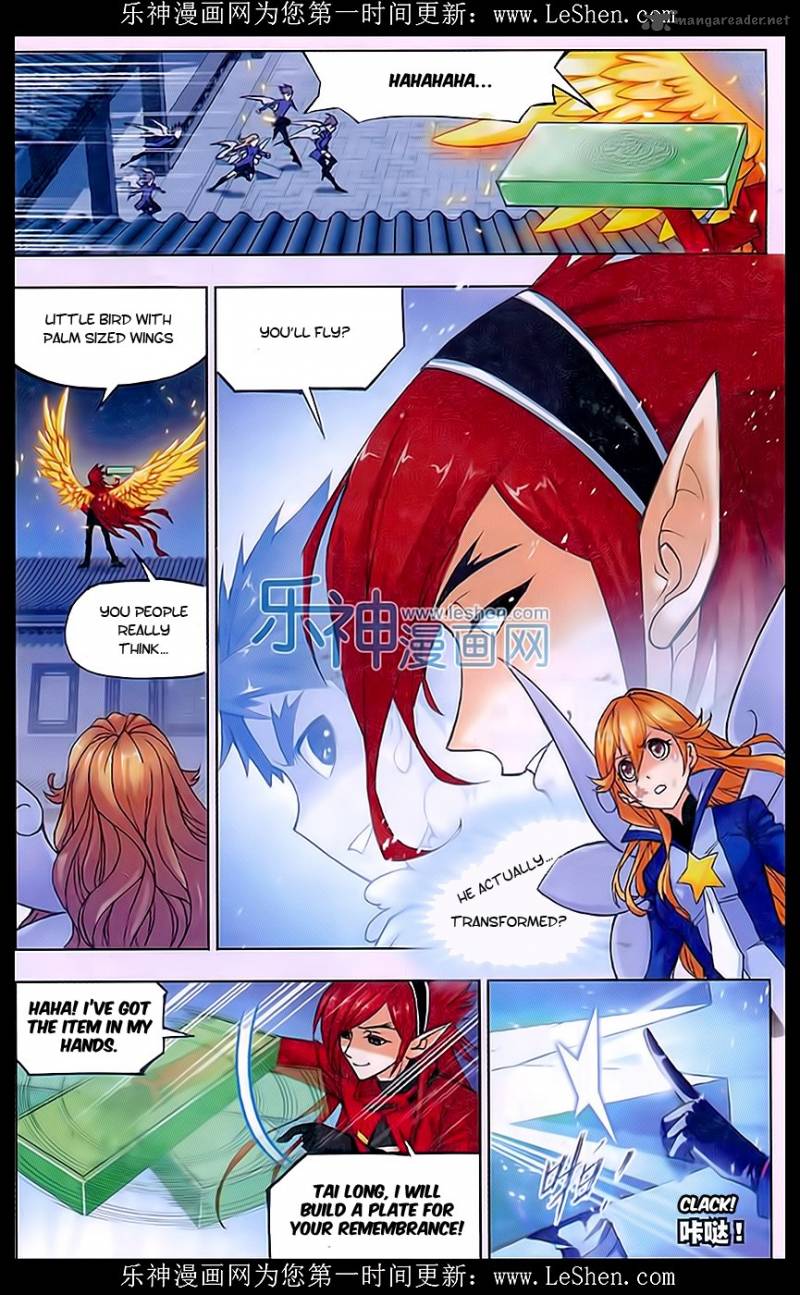 乐神漫画网为您第一时间更新：www.LeShen.com
mangareader.net
HAHAHAHA...
LITTLE BIRD WITH
PALM SIZED WINGS
YOU'LL FLY?
YOU PEOPLE
REALLY
THINK...
www.leshen.com
乐神漫画网
HE ACTUALLY...
TRANSFORMED?
HAHA! I'VE GOT
THE ITEM IN MY
HANDS.
TAI LONG, I WILL
BUILD A PLATE FOR
YOUR REMEMBRANCE!
CLACK!
咔哒！
乐神漫画网为您第一时间更新：www.LeShen.com